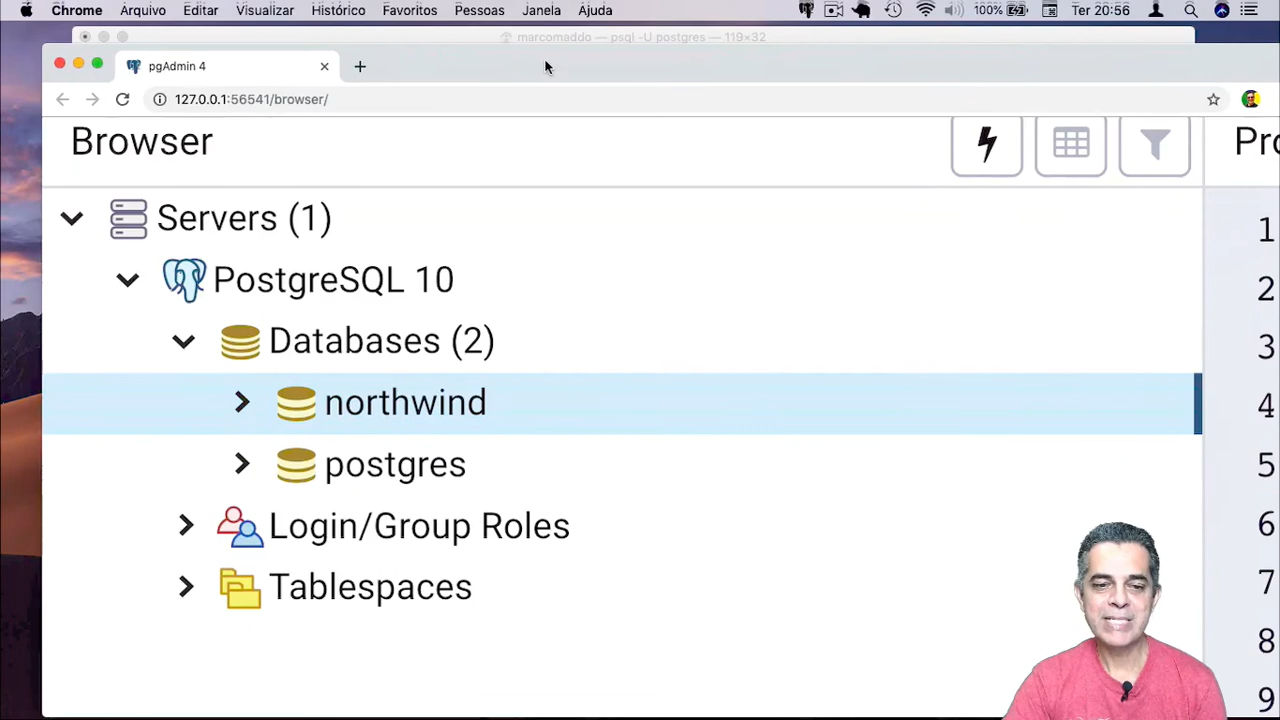 Chrome Arquivo Editar Visualizar Histórico Favoritos Pessoas Janela Ajuda 100% Ter 20:56
marcomaddo — psql -U postgres — 119×32
pgAdmin 4
127.0.0.1:56541/browser/
Browser
Pro
Servers (1)
1
PostgreSQL 10
2
Databases (2)
3
northwind
4
postgres
5
Login/Group Roles
6
Tablespaces
7
8
9